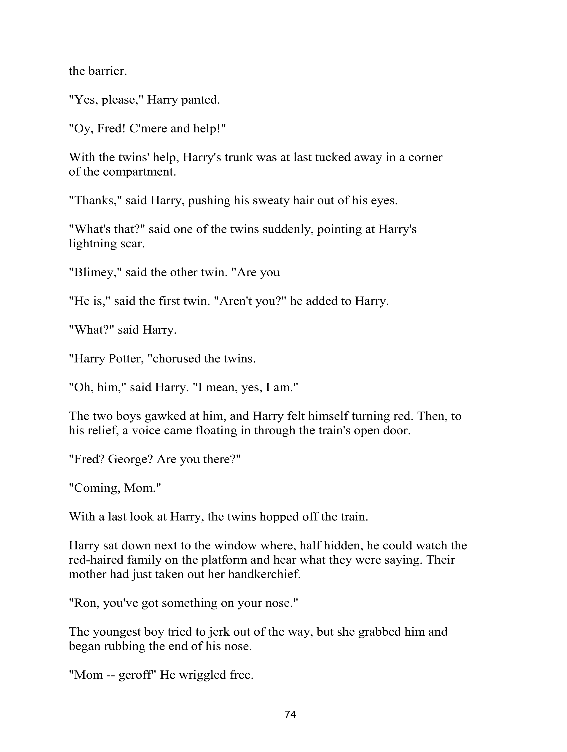 the barrier.
"Yes, please," Harry panted.
"Oy, Fred! C'mere and help!"
With the twins' help, Harry's trunk was at last tucked away in a corner
of the compartment.
"Thanks," said Harry, pushing his sweaty hair out of his eyes.
"What's that?" said one of the twins suddenly, pointing at Harry's
lightning scar.
"Blimey," said the other twin. "Are you
"He is," said the first twin. "Aren't you?" he added to Harry.
"What?" said Harry.
"Harry Potter, "chorused the twins.
"Oh, him," said Harry. "I mean, yes, I am."
The two boys gawked at him, and Harry felt himself turning red. Then, to
his relief, a voice came floating in through the train's open door.
"Fred? George? Are you there?"
"Coming, Mom."
With a last look at Harry, the twins hopped off the train.
Harry sat down next to the window where, half hidden, he could watch the
red-haired family on the platform and hear what they were saying. Their
mother had just taken out her handkerchief.
"Ron, you've got something on your nose."
The youngest boy tried to jerk out of the way, but she grabbed him and
began rubbing the end of his nose.
"Mom -- geroff" He wriggled free.
74